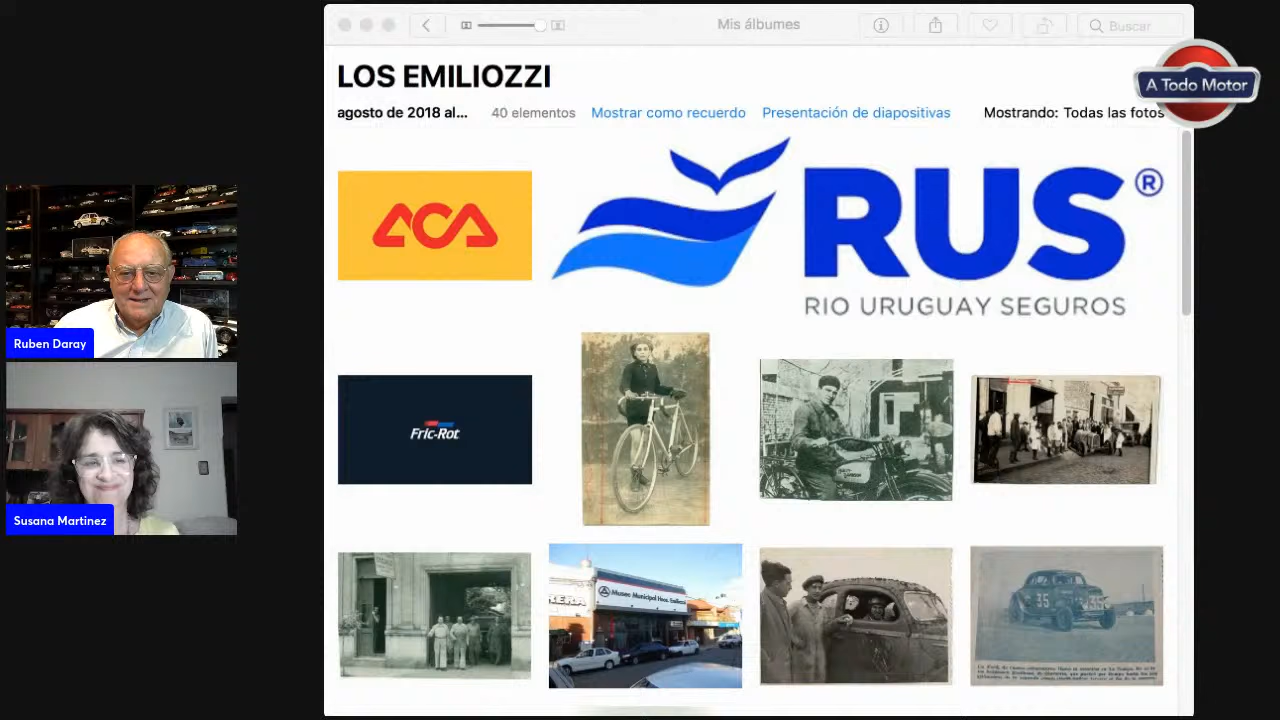 Mis álbumes
Buscar
LOS EMILIOZZI
agosto de 2018 al...
40 elementos
Mostrar como recuerdo
Presentación de diapositivas
Mostrando: Todas las fotos
A Todo Motor
ACA
RUS®
RIO URUGUAY SEGUROS
Ruben Daray
Fric-Rot
Susana Martinez
Museo Municipal Hnos. Emiliozzi
35